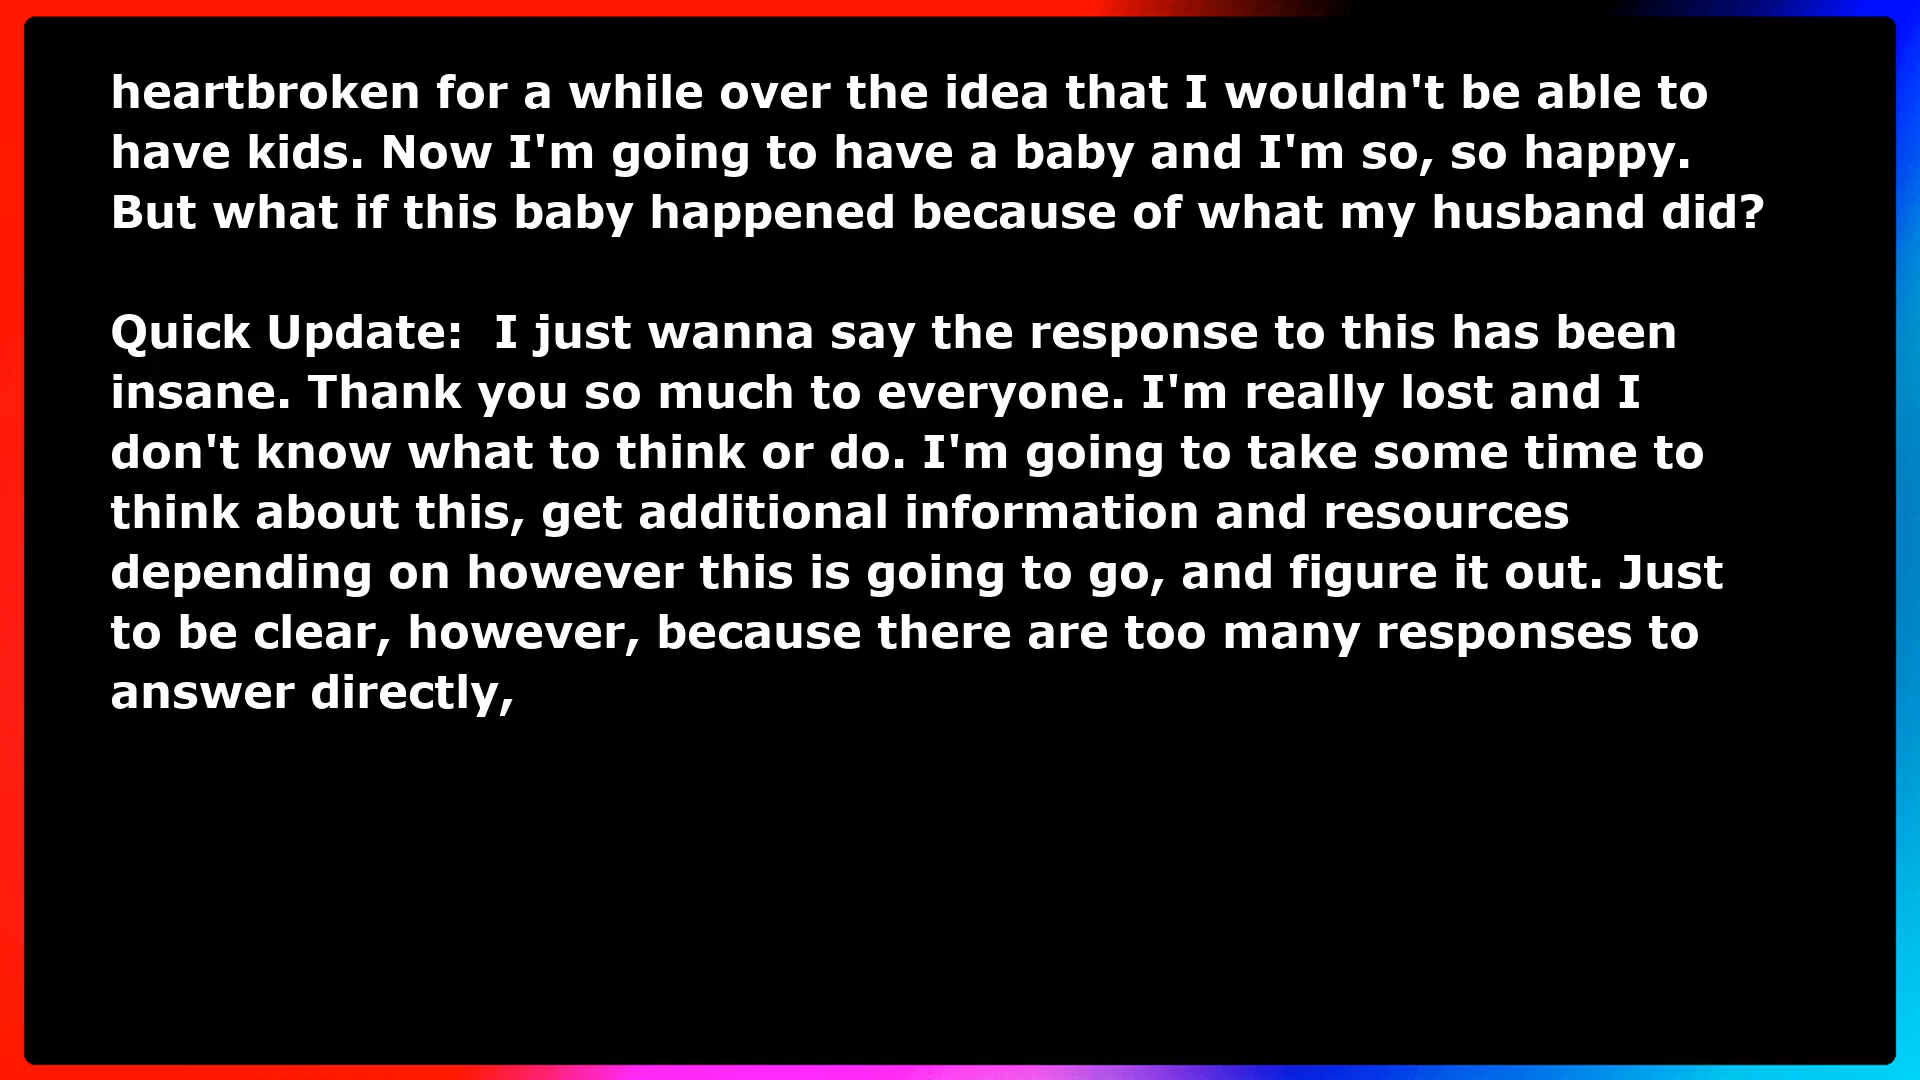 heartbroken for a while over the idea that I wouldn't be able to
have kids. Now I'm going to have a baby and I'm so, so happy.
But what if this baby happened because of what my husband did?
Quick Update:  I just wanna say the response to this has been
insane. Thank you so much to everyone. I'm really lost and I
don't know what to think or do. I'm going to take some time to
think about this, get additional information and resources
depending on however this is going to go, and figure it out. Just
to be clear, however, because there are too many responses to
answer directly,